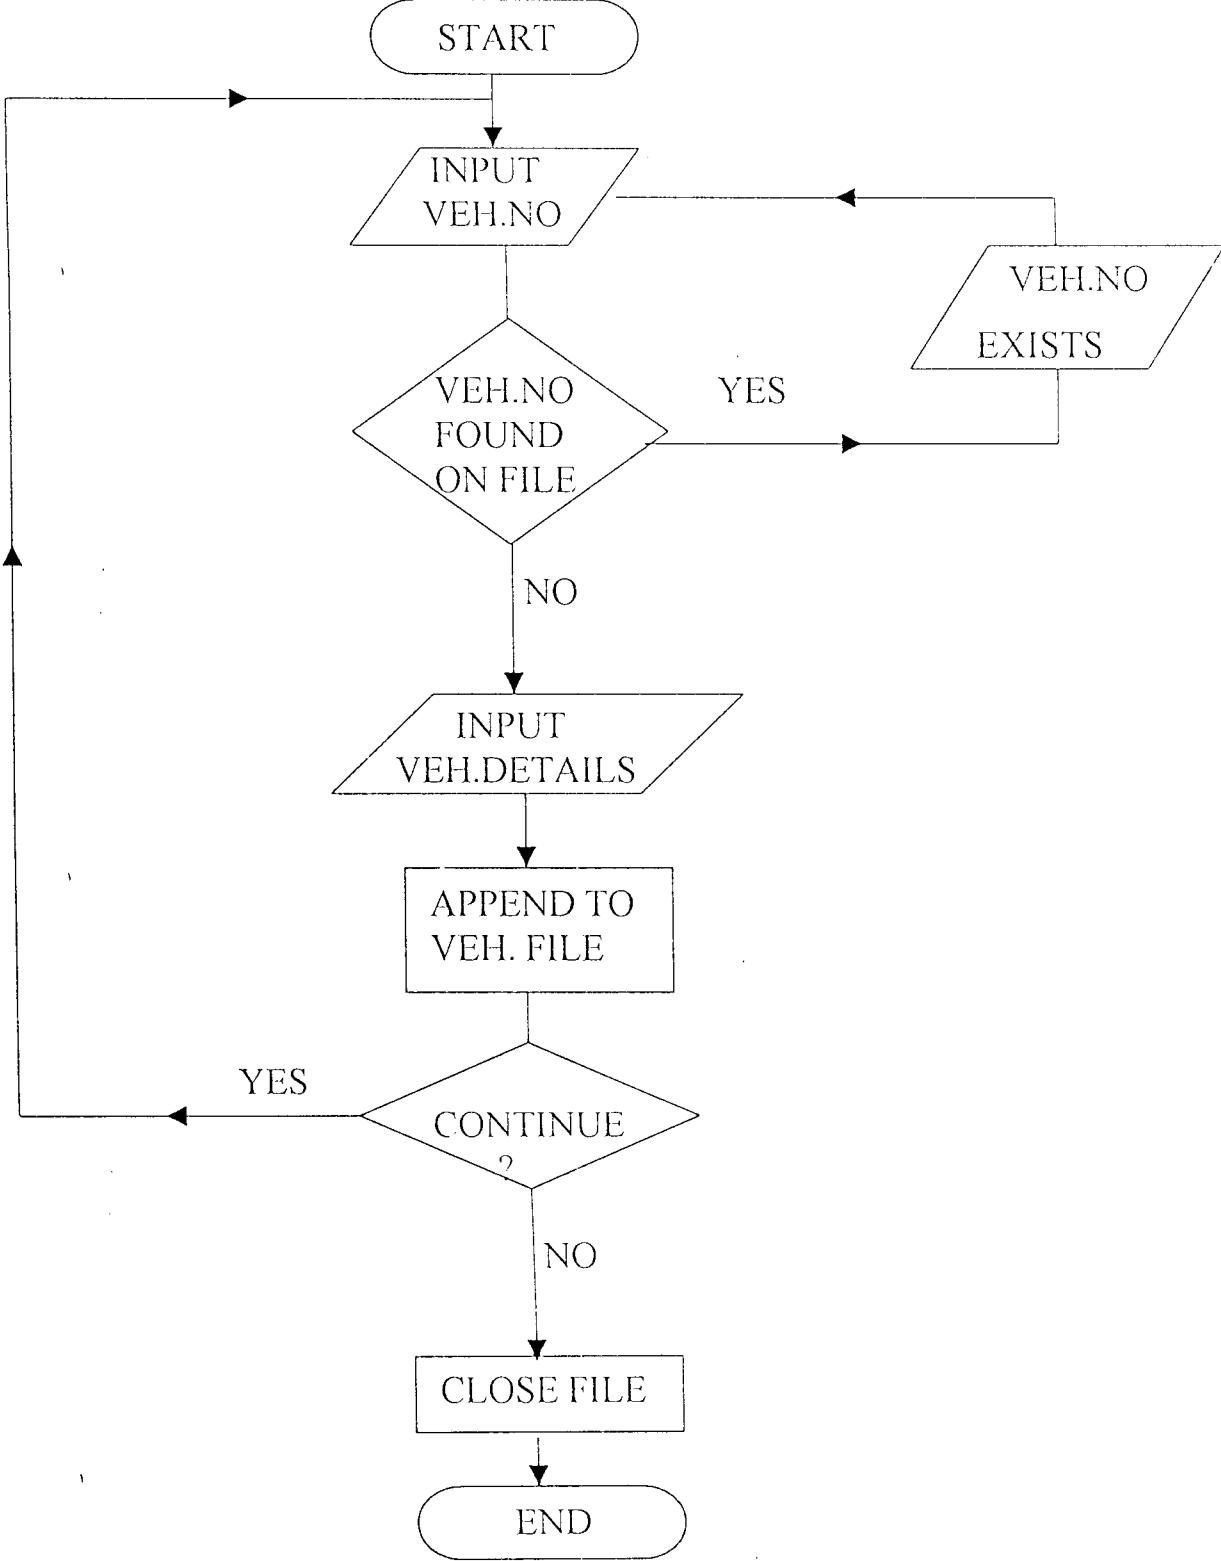 START
INPUT
VEH.NO
VEH.NO
EXISTS
VEH.NO
FOUND
ON FILE
YES
NO
INPUT
VEH.DETAILS
APPEND TO
VEH. FILE
YES
CONTINUE
?
NO
CLOSE FILE
END